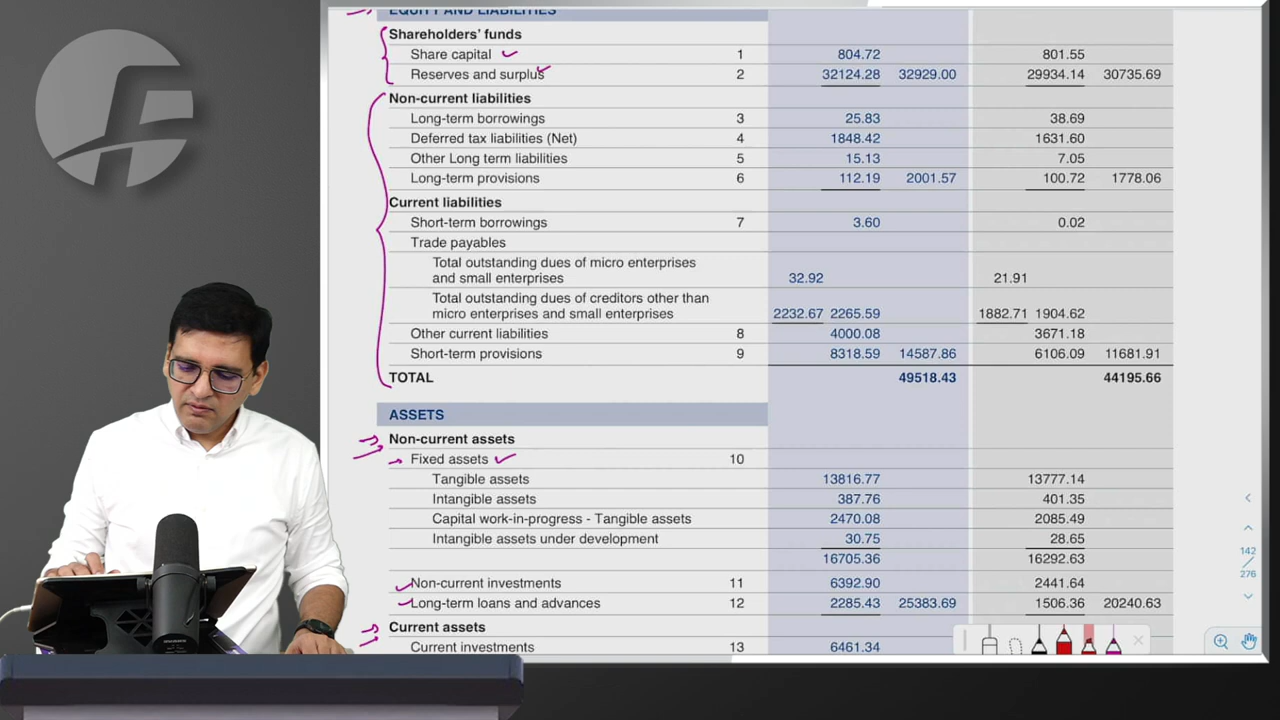 EQUITY AND LIABILITIES
Shareholders' funds
Share capital 1 804.72 801.55
Reserves and surplus 2 32124.28 32929.00 29934.14 30735.69
Non-current liabilities
Long-term borrowings 3 25.83 38.69
Deferred tax liabilities (Net) 4 1848.42 1631.60
Other Long term liabilities 5 15.13 7.05
Long-term provisions 6 112.19 2001.57 100.72 1778.06
Current liabilities
Short-term borrowings 7 3.60 0.02
Trade payables
Total outstanding dues of micro enterprises
and small enterprises 32.92 21.91
Total outstanding dues of creditors other than
micro enterprises and small enterprises 2232.67 2265.59 1882.71 1904.62
Other current liabilities 8 4000.08 3671.18
Short-term provisions 9 8318.59 14587.86 6106.09 11681.91
TOTAL 49518.43 44195.66
ASSETS
Non-current assets
Fixed assets 10
Tangible assets 13816.77 13777.14
Intangible assets 387.76 401.35
Capital work-in-progress - Tangible assets 2470.08 2085.49
Intangible assets under development 30.75 28.65
16705.36 16292.63
Non-current investments 11 6392.90 2441.64
Long-term loans and advances 12 2285.43 25383.69 1506.36 20240.63
Current assets
Current investments 13 6461.34
142
276